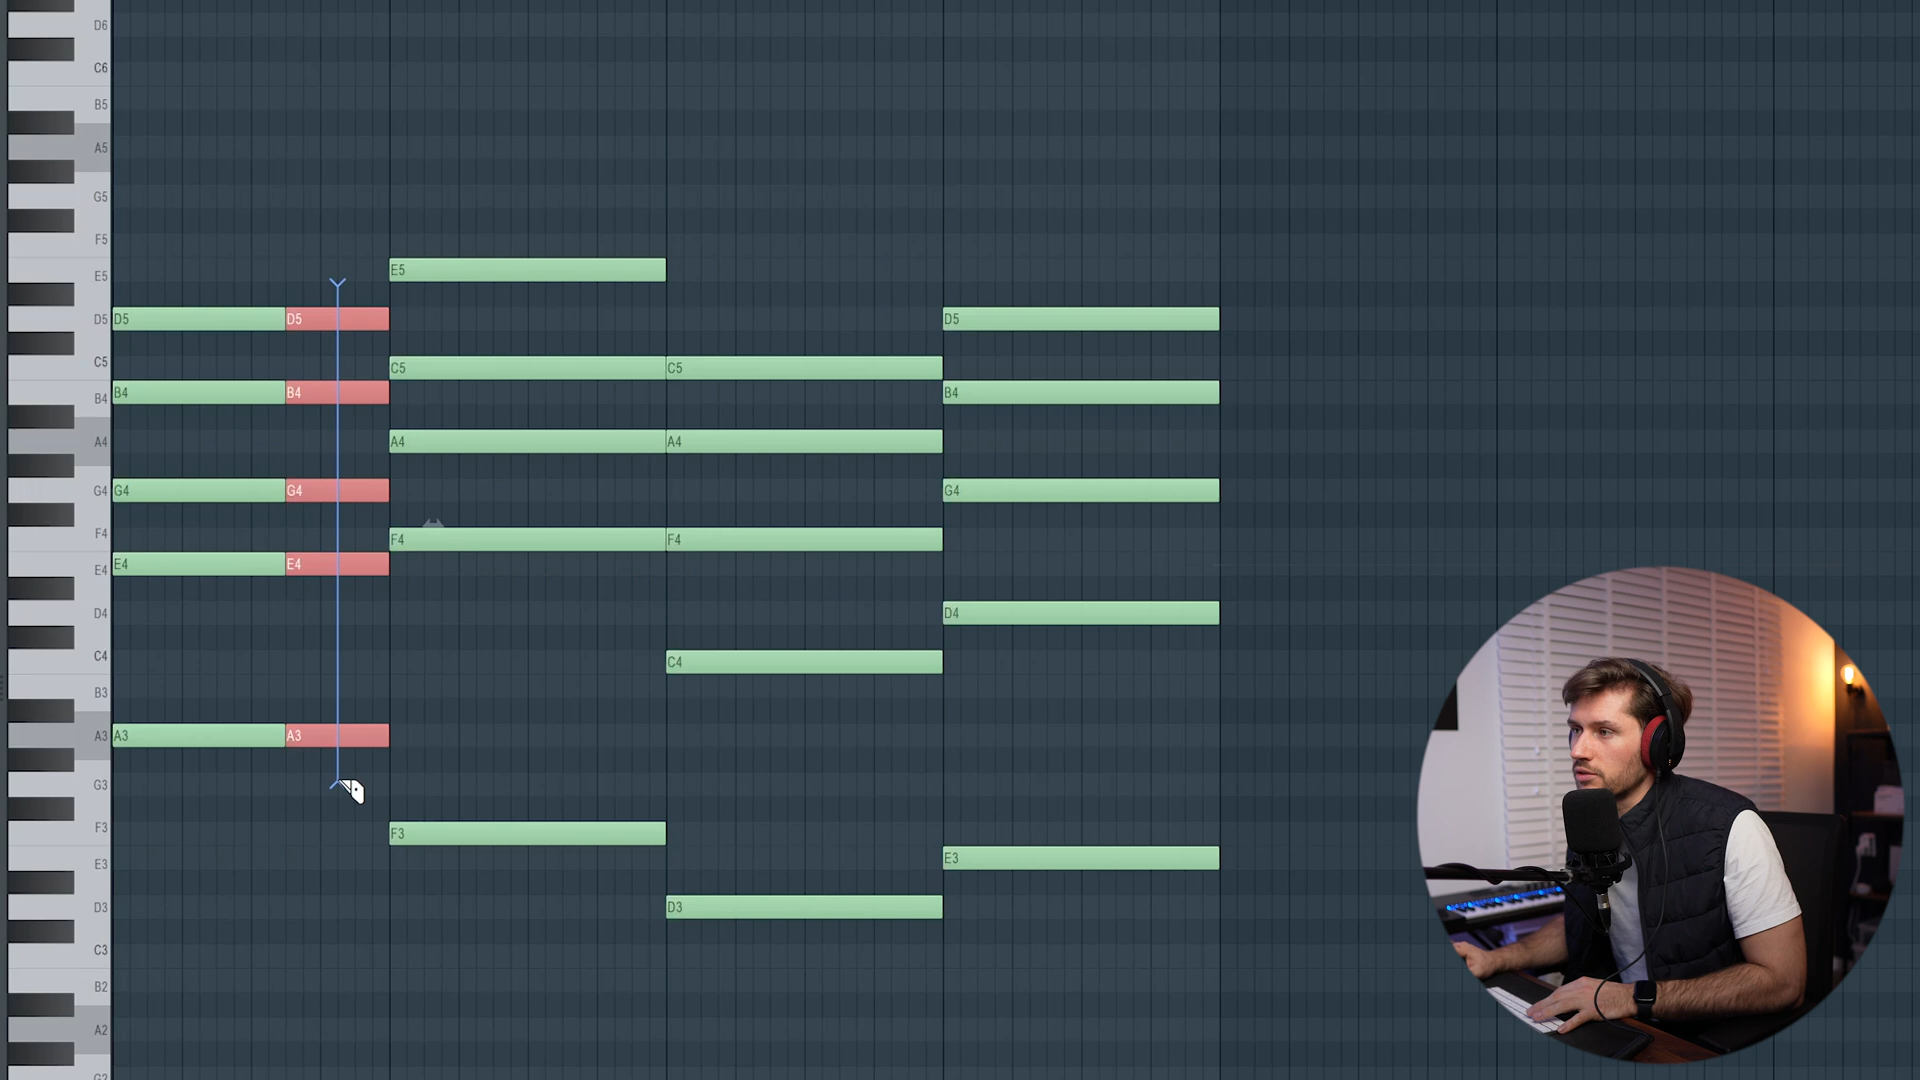 D6
C6
B5
A5
G5
F5
E5 E5
D5 D5 D5 D5
C5 C5 C5
B4 B4 B4 B4
A4 A4 A4
G4 G4 G4 G4
F4 F4 F4
E4 E4 E4
D4 D4
C4 C4
B3
A3 A3 A3
G3
F3 F3
E3 E3
D3 D3
C3
B2
A2
G2